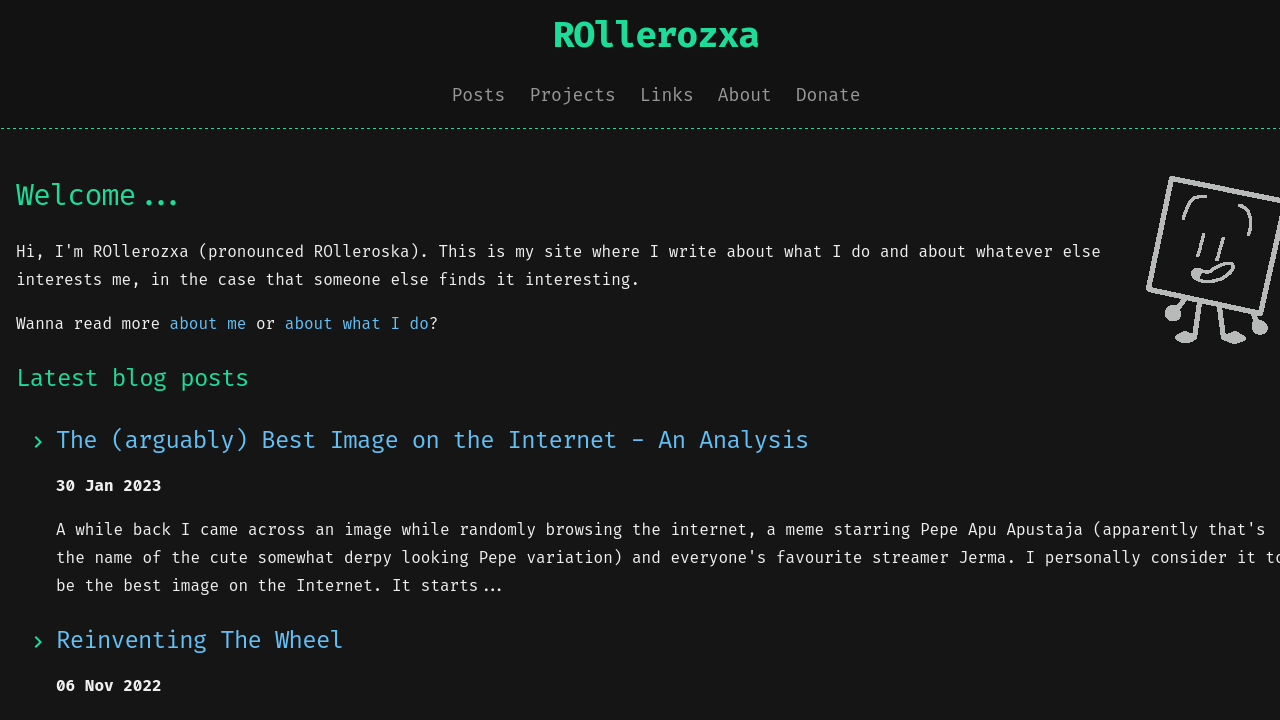 ROllerozxa
Posts Projects Links About Donate
Welcome...
Hi, I'm ROllerozxa (pronounced ROlleroska). This is my site where I write about what I do and about whatever else
interests me, in the case that someone else finds it interesting.
Wanna read more about me or about what I do?
Latest blog posts
The (arguably) Best Image on the Internet - An Analysis
30 Jan 2023
A while back I came across an image while randomly browsing the internet, a meme starring Pepe Apu Apustaja (apparently that's
the name of the cute somewhat derpy looking Pepe variation) and everyone's favourite streamer Jerma. I personally consider it to
be the best image on the Internet. It starts...
Reinventing The Wheel
06 Nov 2022